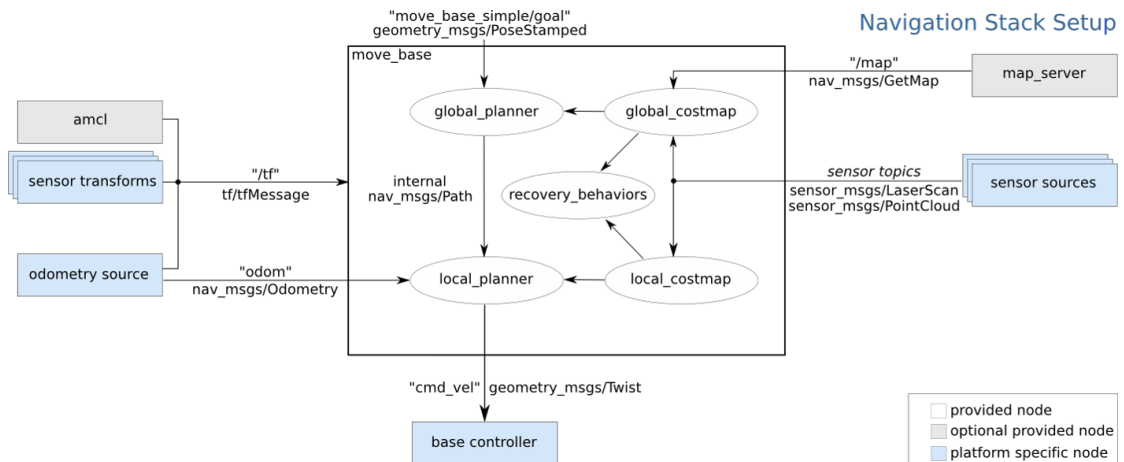 Navigation Stack Setup
"move_base_simple/goal"
geometry_msgs/PoseStamped
move_base
"/map"
nav_msgs/GetMap
map_server
amcl
global_planner
global_costmap
sensor transforms
"/tf"
tf/tfMessage
internal
nav_msgs/Path
recovery_behaviors
sensor topics
sensor_msgs/LaserScan
sensor_msgs/PointCloud
sensor sources
odometry source
"odom"
nav_msgs/Odometry
local_planner
local_costmap
"cmd_vel" geometry_msgs/Twist
base controller
provided node
optional provided node
platform specific node